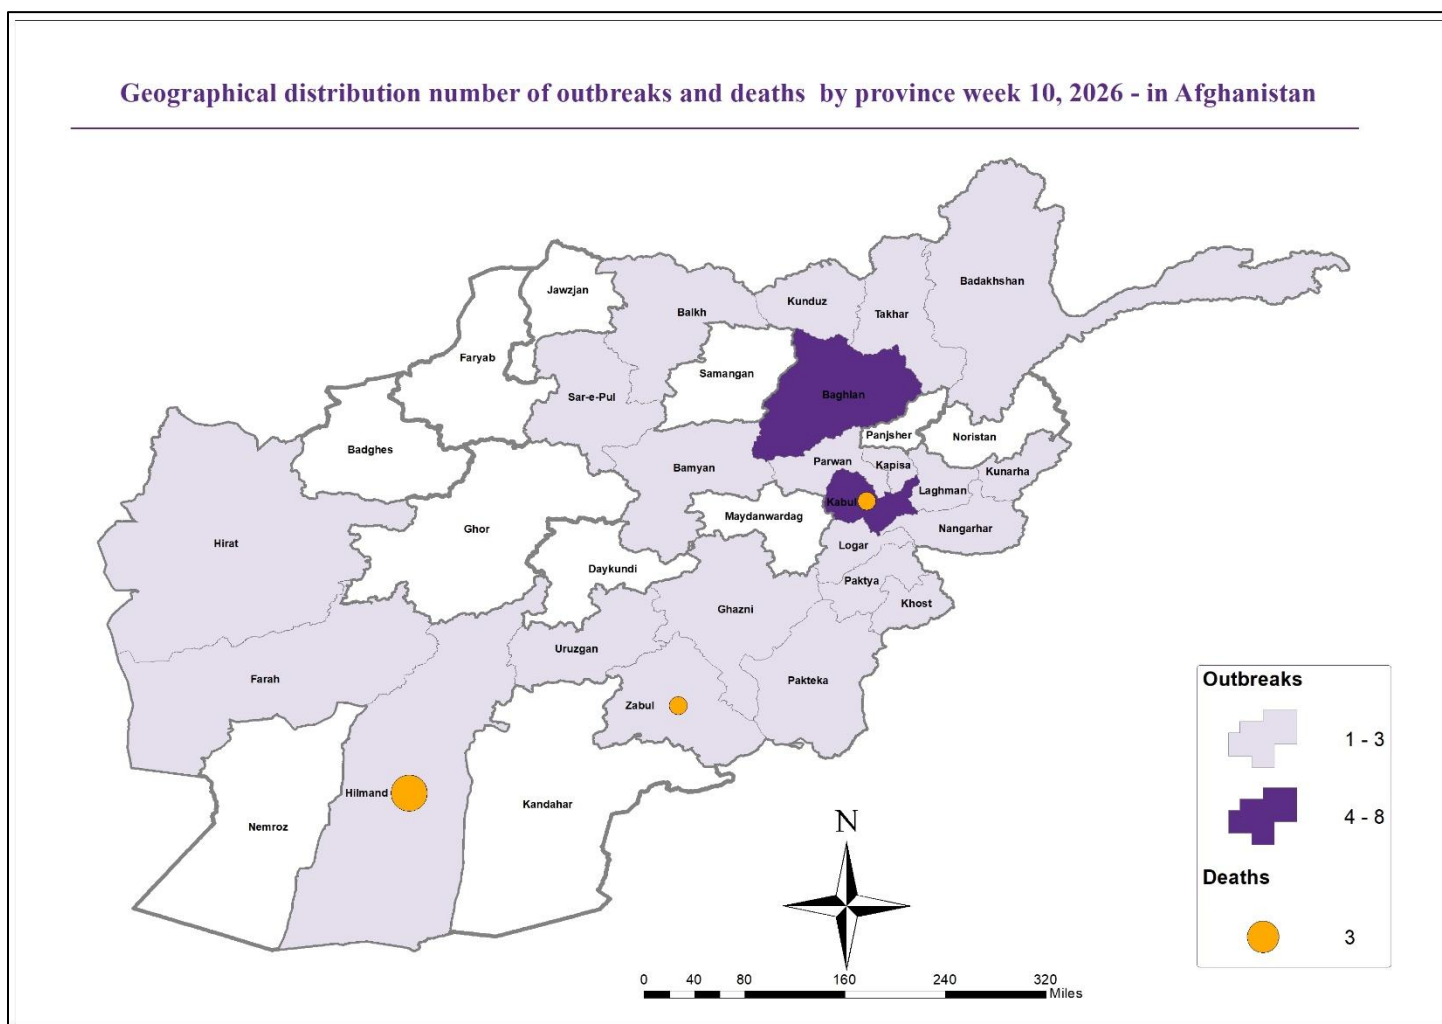 Geographical distribution number of outbreaks and deaths by province week 10, 2026 - in Afghanistan
Jawzjan
Badakhshan
Kunduz
Balkh
Takhar
Faryab
Samangan
Sar-e-Pul
Baghlan
Panjsher
Noristan
Badghes
Parwan
Kapisa
Bamyan
Kunarha
Laghman
Kabul
Maydanwardag
Ghor
Nangarhar
Hirat
Logar
Daykundi
Paktya
Khost
Ghazni
Uruzgan
Farah
Pakteka
Zabul
Hilmand
Kandahar
Nemroz
Outbreaks
1 - 3
4 - 8
Deaths
3
N
0 40 80 160 240 320
Miles